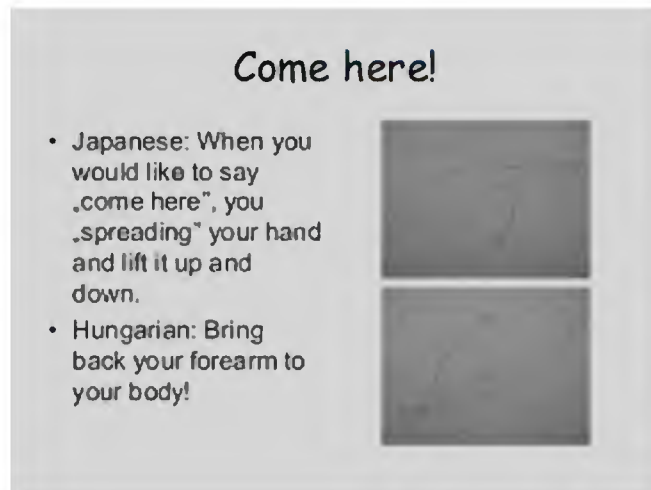 Come here!
• Japanese: When you
would like to say
„come here”, you
„spreading” your hand
and lift it up and
down.
• Hungarian: Bring
back your forearm to
your body!